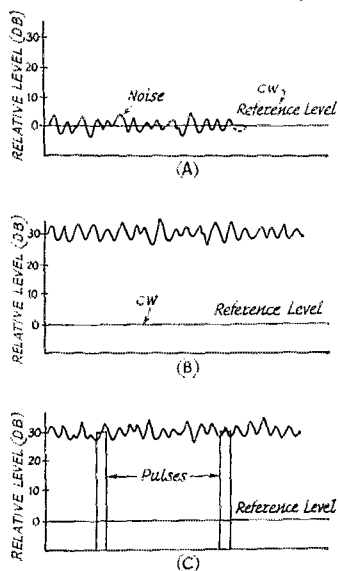 RELATIVE LEVEL (DB)
30
20
10
0
Noise
CW
Reference Level
(A)
RELATIVE LEVEL (DB)
30
20
10
0
CW
Reference Level
(B)
RELATIVE LEVEL (DB)
30
20
10
0
Pulses
Reference Level
(C)